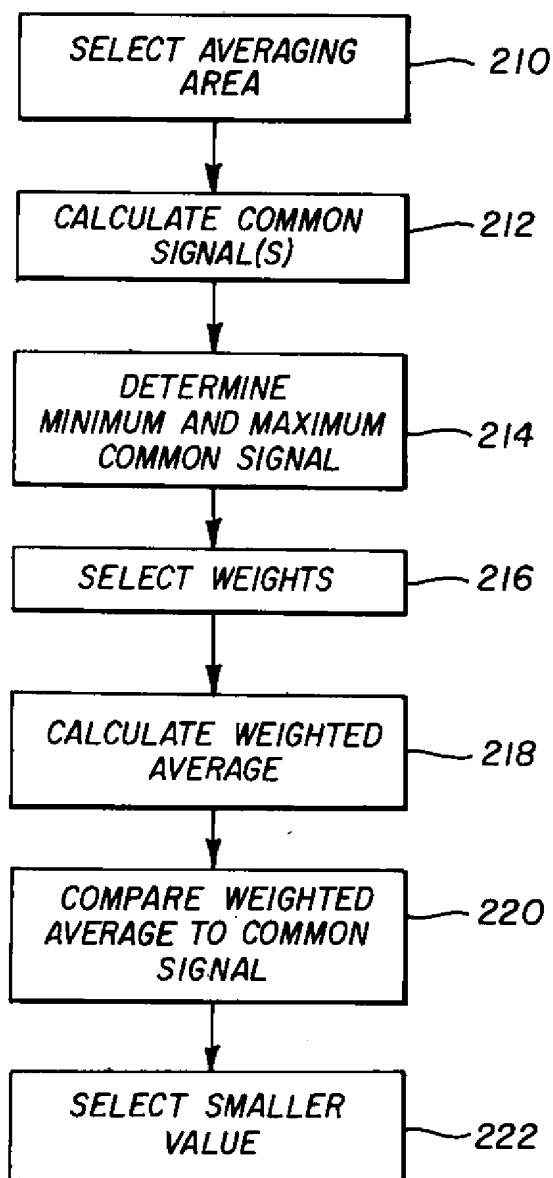 SELECT AVERAGING
AREA
210
CALCULATE COMMON
SIGNAL(S)
212
DETERMINE
MINIMUM AND MAXIMUM
COMMON SIGNAL
214
SELECT WEIGHTS
216
CALCULATE WEIGHTED
AVERAGE
218
COMPARE WEIGHTED
AVERAGE TO COMMON
SIGNAL
220
SELECT SMALLER
VALUE
222